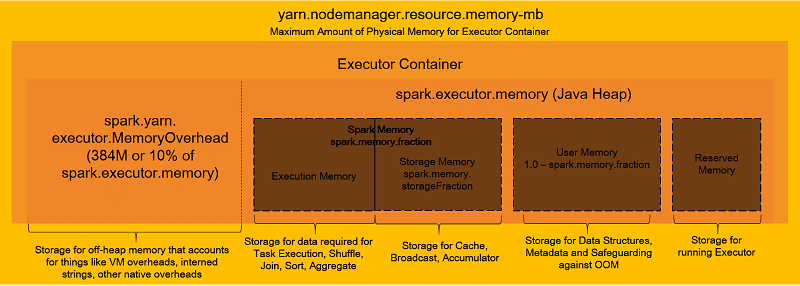 yarn.nodemanager.resource.memory-mb
Maximum Amount of Physical Memory for Executor Container
Executor Container
spark.executor.memory (Java Heap)
spark.yarn.
executor.MemoryOverhead
(384M or 10% of
spark.executor.memory)
Spark Memory
spark.memory.fraction
Execution Memory
Storage Memory
spark.memory.
storageFraction
User Memory
1.0 – spark.memory.fraction
Reserved
Memory
Storage for off-heap memory that accounts
for things like VM overheads, interned
strings, other native overheads
Storage for data required for
Task Execution, Shuffle,
Join, Sort, Aggregate
Storage for Cache,
Broadcast, Accumulator
Storage for Data Structures,
Metadata and Safeguarding
against OOM
Storage for
running Executor